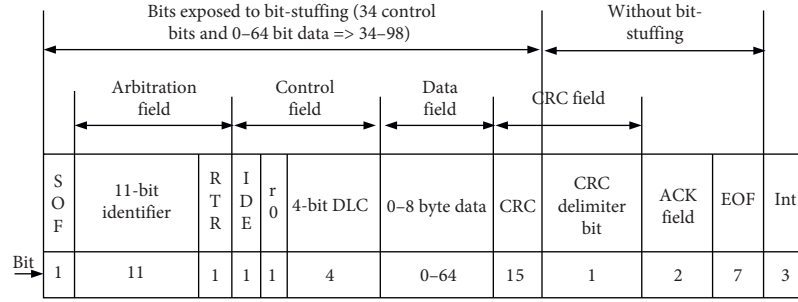 Bits exposed to bit-stuffing (34 control
bits and 0–64 bit data => 34–98)
Without bit-
stuffing
Arbitration
field
Control
field
Data
field
CRC field
S
O
F
11-bit
identifier
R
T
R
I
D
E
r
0
4-bit DLC
0–8 byte data
CRC
CRC
delimiter
bit
ACK
field
EOF
Int
Bit
1
11
1
1
1
4
0–64
15
1
2
7
3